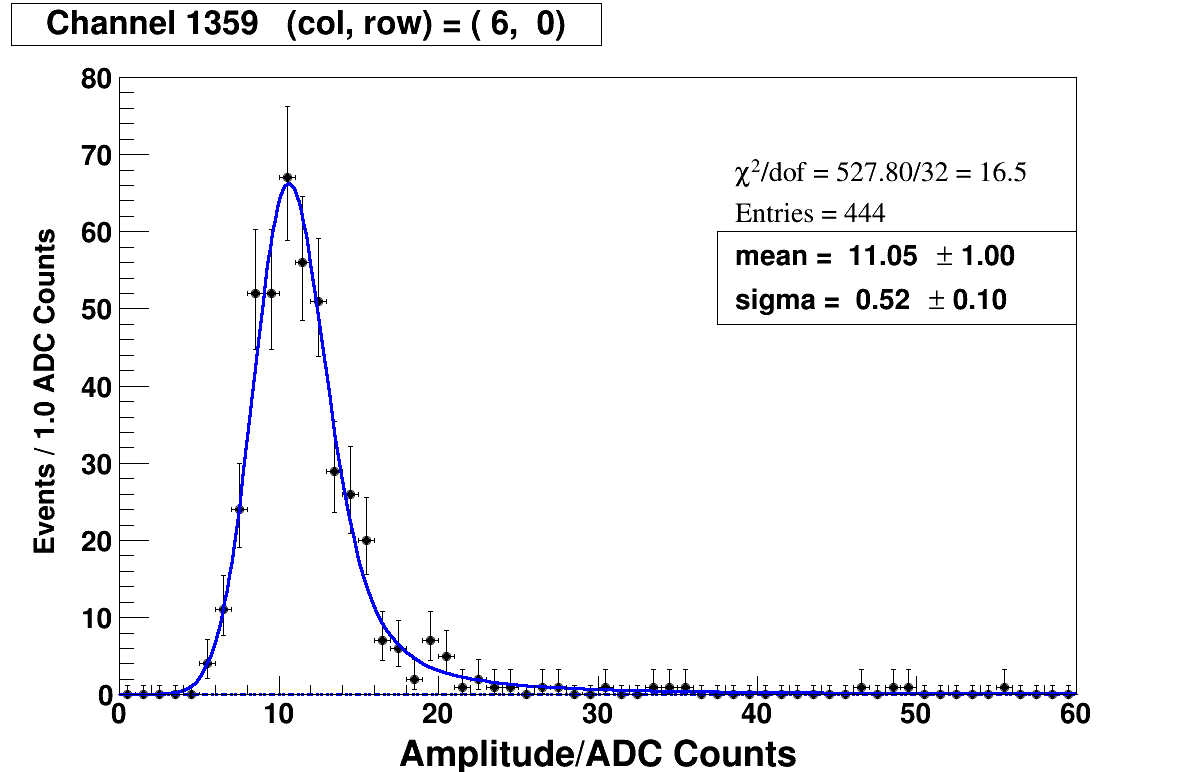 Channel 1359 (col, row) = ( 6, 0)
80
70
60
50
40
30
20
10
0
Events / 1.0 ADC Counts
χ²/dof = 527.80/32 = 16.5
Entries = 444
mean = 11.05 ± 1.00
sigma = 0.52 ± 0.10
0 10 20 30 40 50 60
Amplitude/ADC Counts